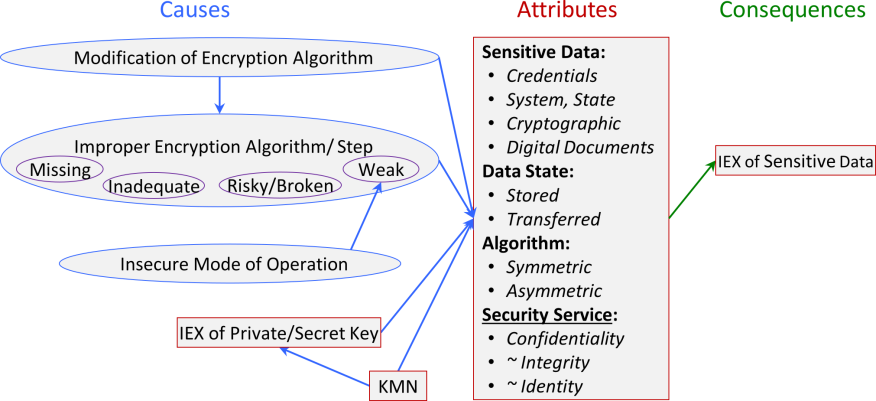 Causes
Attributes
Consequences
Modification of Encryption Algorithm
Improper Encryption Algorithm/ Step
Missing
Inadequate
Risky/Broken
Weak
Insecure Mode of Operation
IEX of Private/Secret Key
KMN
Sensitive Data:
• Credentials
• System, State
• Cryptographic
• Digital Documents
Data State:
• Stored
• Transferred
Algorithm:
• Symmetric
• Asymmetric
Security Service:
• Confidentiality
• ~ Integrity
• ~ Identity
IEX of Sensitive Data